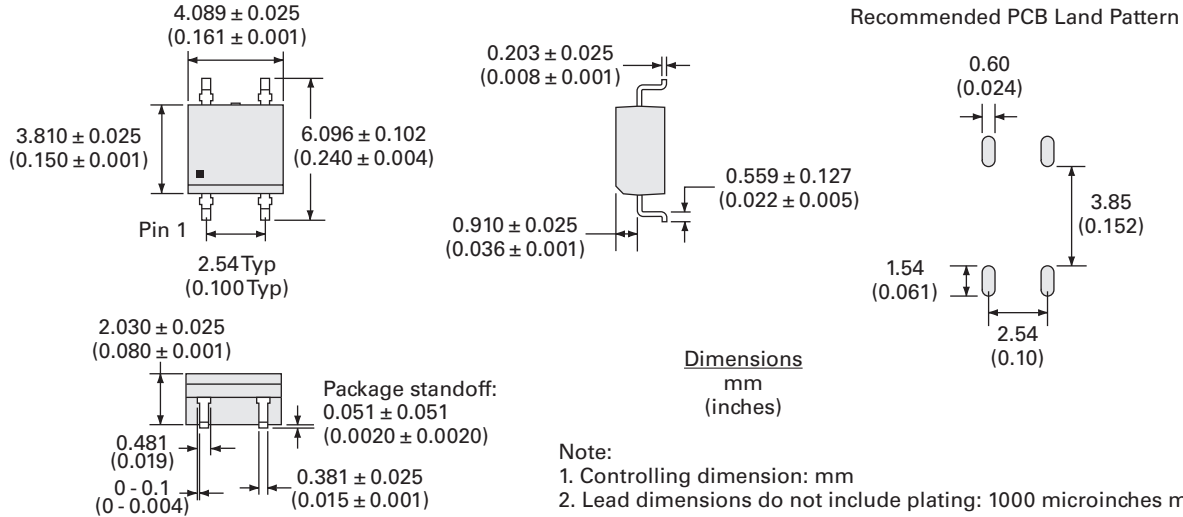 4.089 ± 0.025
(0.161 ± 0.001)
3.810 ± 0.025
(0.150 ± 0.001)
6.096 ± 0.102
(0.240 ± 0.004)
Pin 1
2.54 Typ
(0.100 Typ)
0.203 ± 0.025
(0.008 ± 0.001)
0.559 ± 0.127
(0.022 ± 0.005)
0.910 ± 0.025
(0.036 ± 0.001)
Recommended PCB Land Pattern
0.60
(0.024)
3.85
(0.152)
1.54
(0.061)
2.54
(0.10)
2.030 ± 0.025
(0.080 ± 0.001)
Package standoff:
0.051 ± 0.051
(0.0020 ± 0.0020)
0.481
(0.019)
0 - 0.1
(0 - 0.004)
0.381 ± 0.025
(0.015 ± 0.001)
Dimensions
mm
(inches)
Note:
1. Controlling dimension: mm
2. Lead dimensions do not include plating: 1000 microinches m